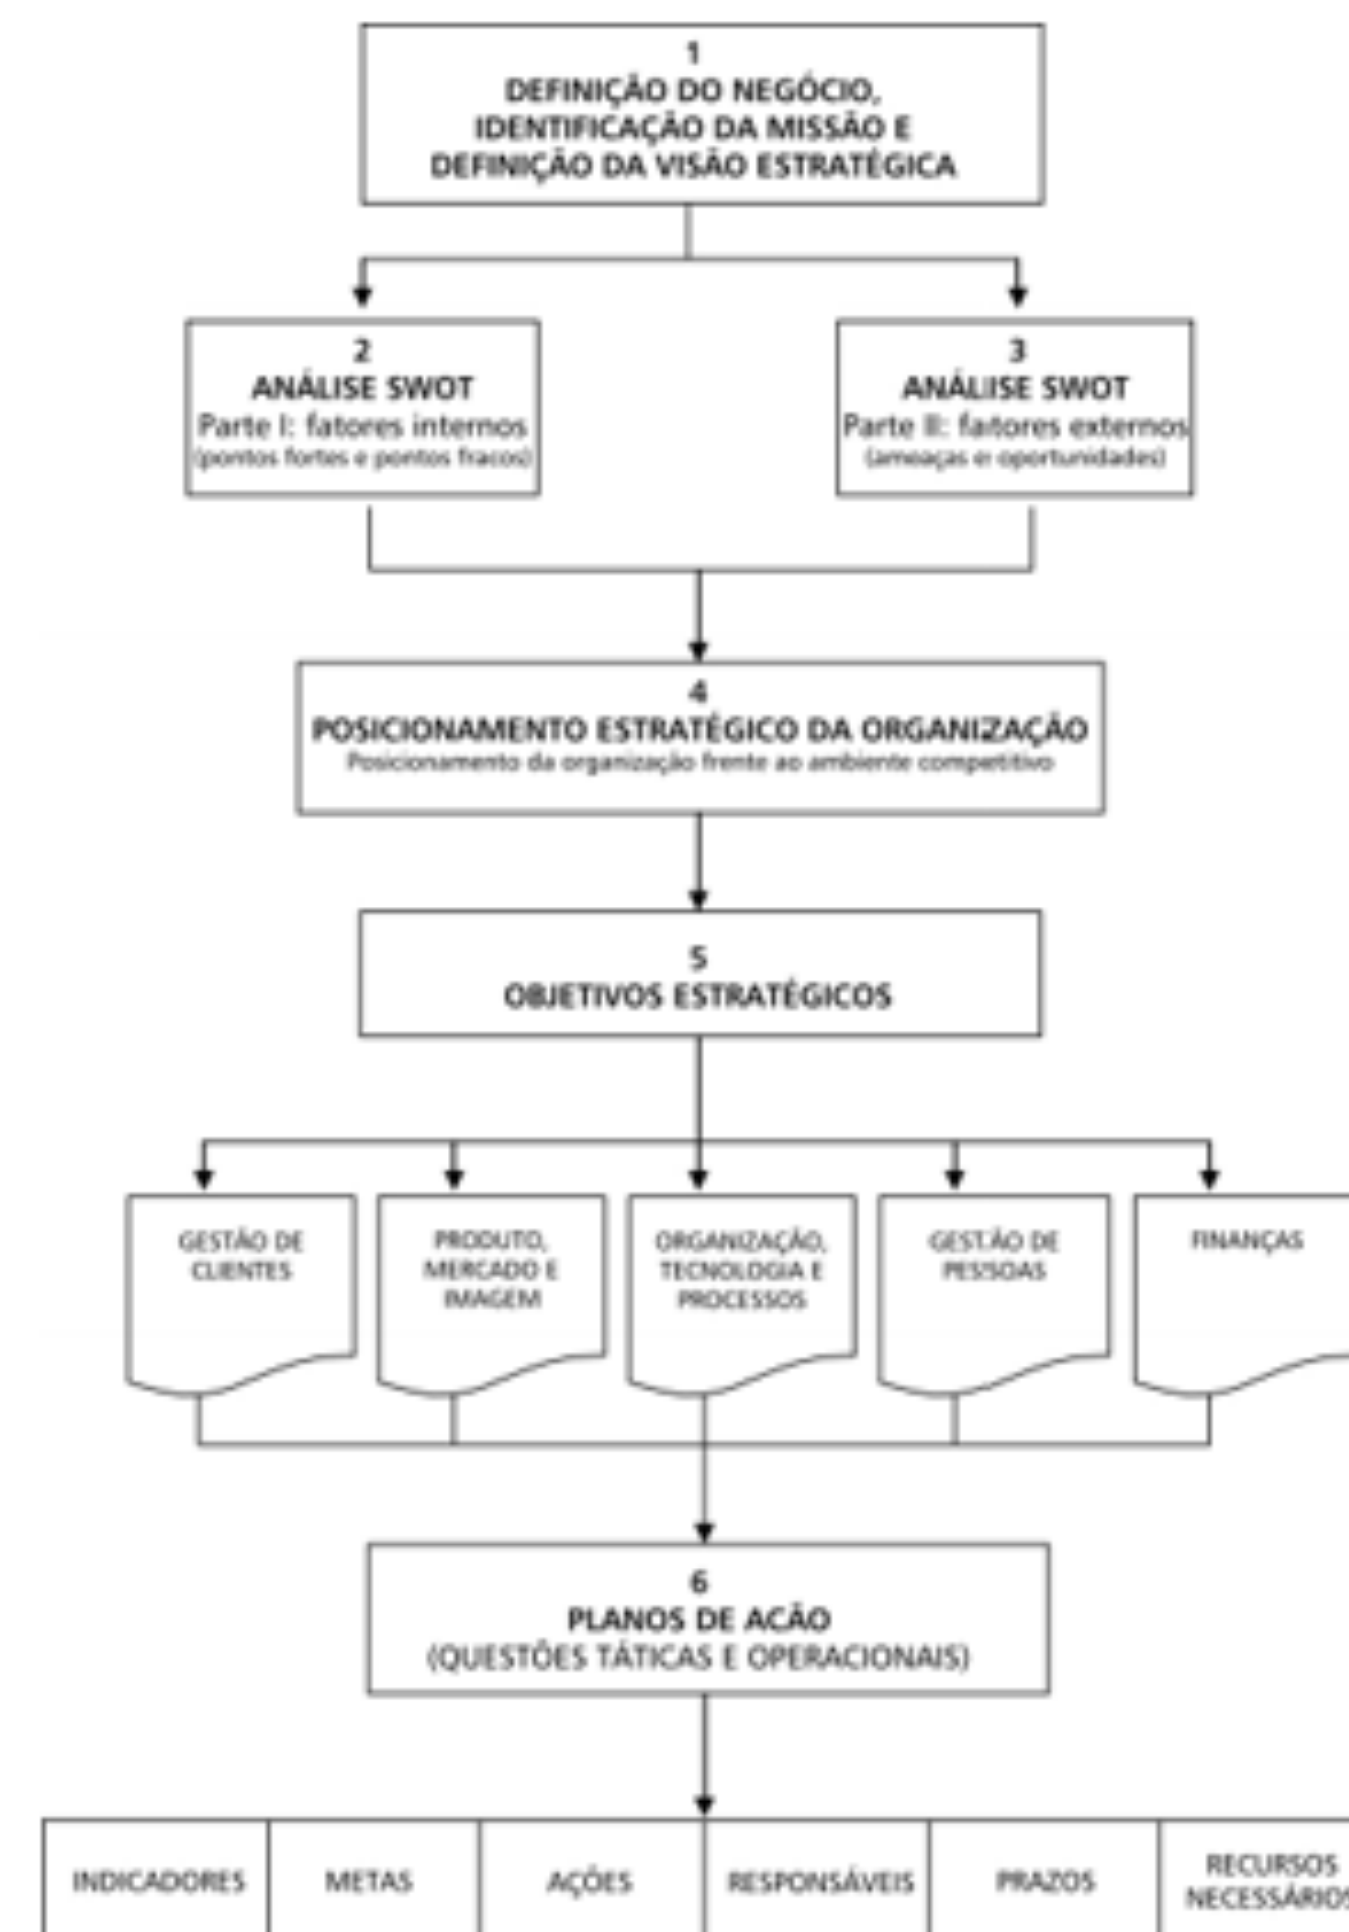 1
DEFINIÇÃO DO NEGÓCIO,
IDENTIFICAÇÃO DA MISSÃO E
DEFINIÇÃO DA VISÃO ESTRATÉGICA
2
ANÁLISE SWOT
Parte I: fatores internos
(pontos fortes e pontos fracos)
3
ANÁLISE SWOT
Parte II: fatores externos
(ameaças e oportunidades)
4
POSICIONAMENTO ESTRATÉGICO DA ORGANIZAÇÃO
Posicionamento da organização frente ao ambiente competitivo
5
OBJETIVOS ESTRATÉGICOS
GESTÃO DE
CLIENTES
PRODUTO,
MERCADO E
IMAGEM
ORGANIZAÇÃO,
TECNOLOGIA E
PROCESSOS
GESTÃO DE
PESSOAS
FINANÇAS
6
PLANOS DE ACÃO
(QUESTÕES TÁTICAS E OPERACIONAIS)
INDICADORES
METAS
AÇÕES
RESPONSÁVEIS
PRAZOS
RECURSOS
NECESSÁRIOS